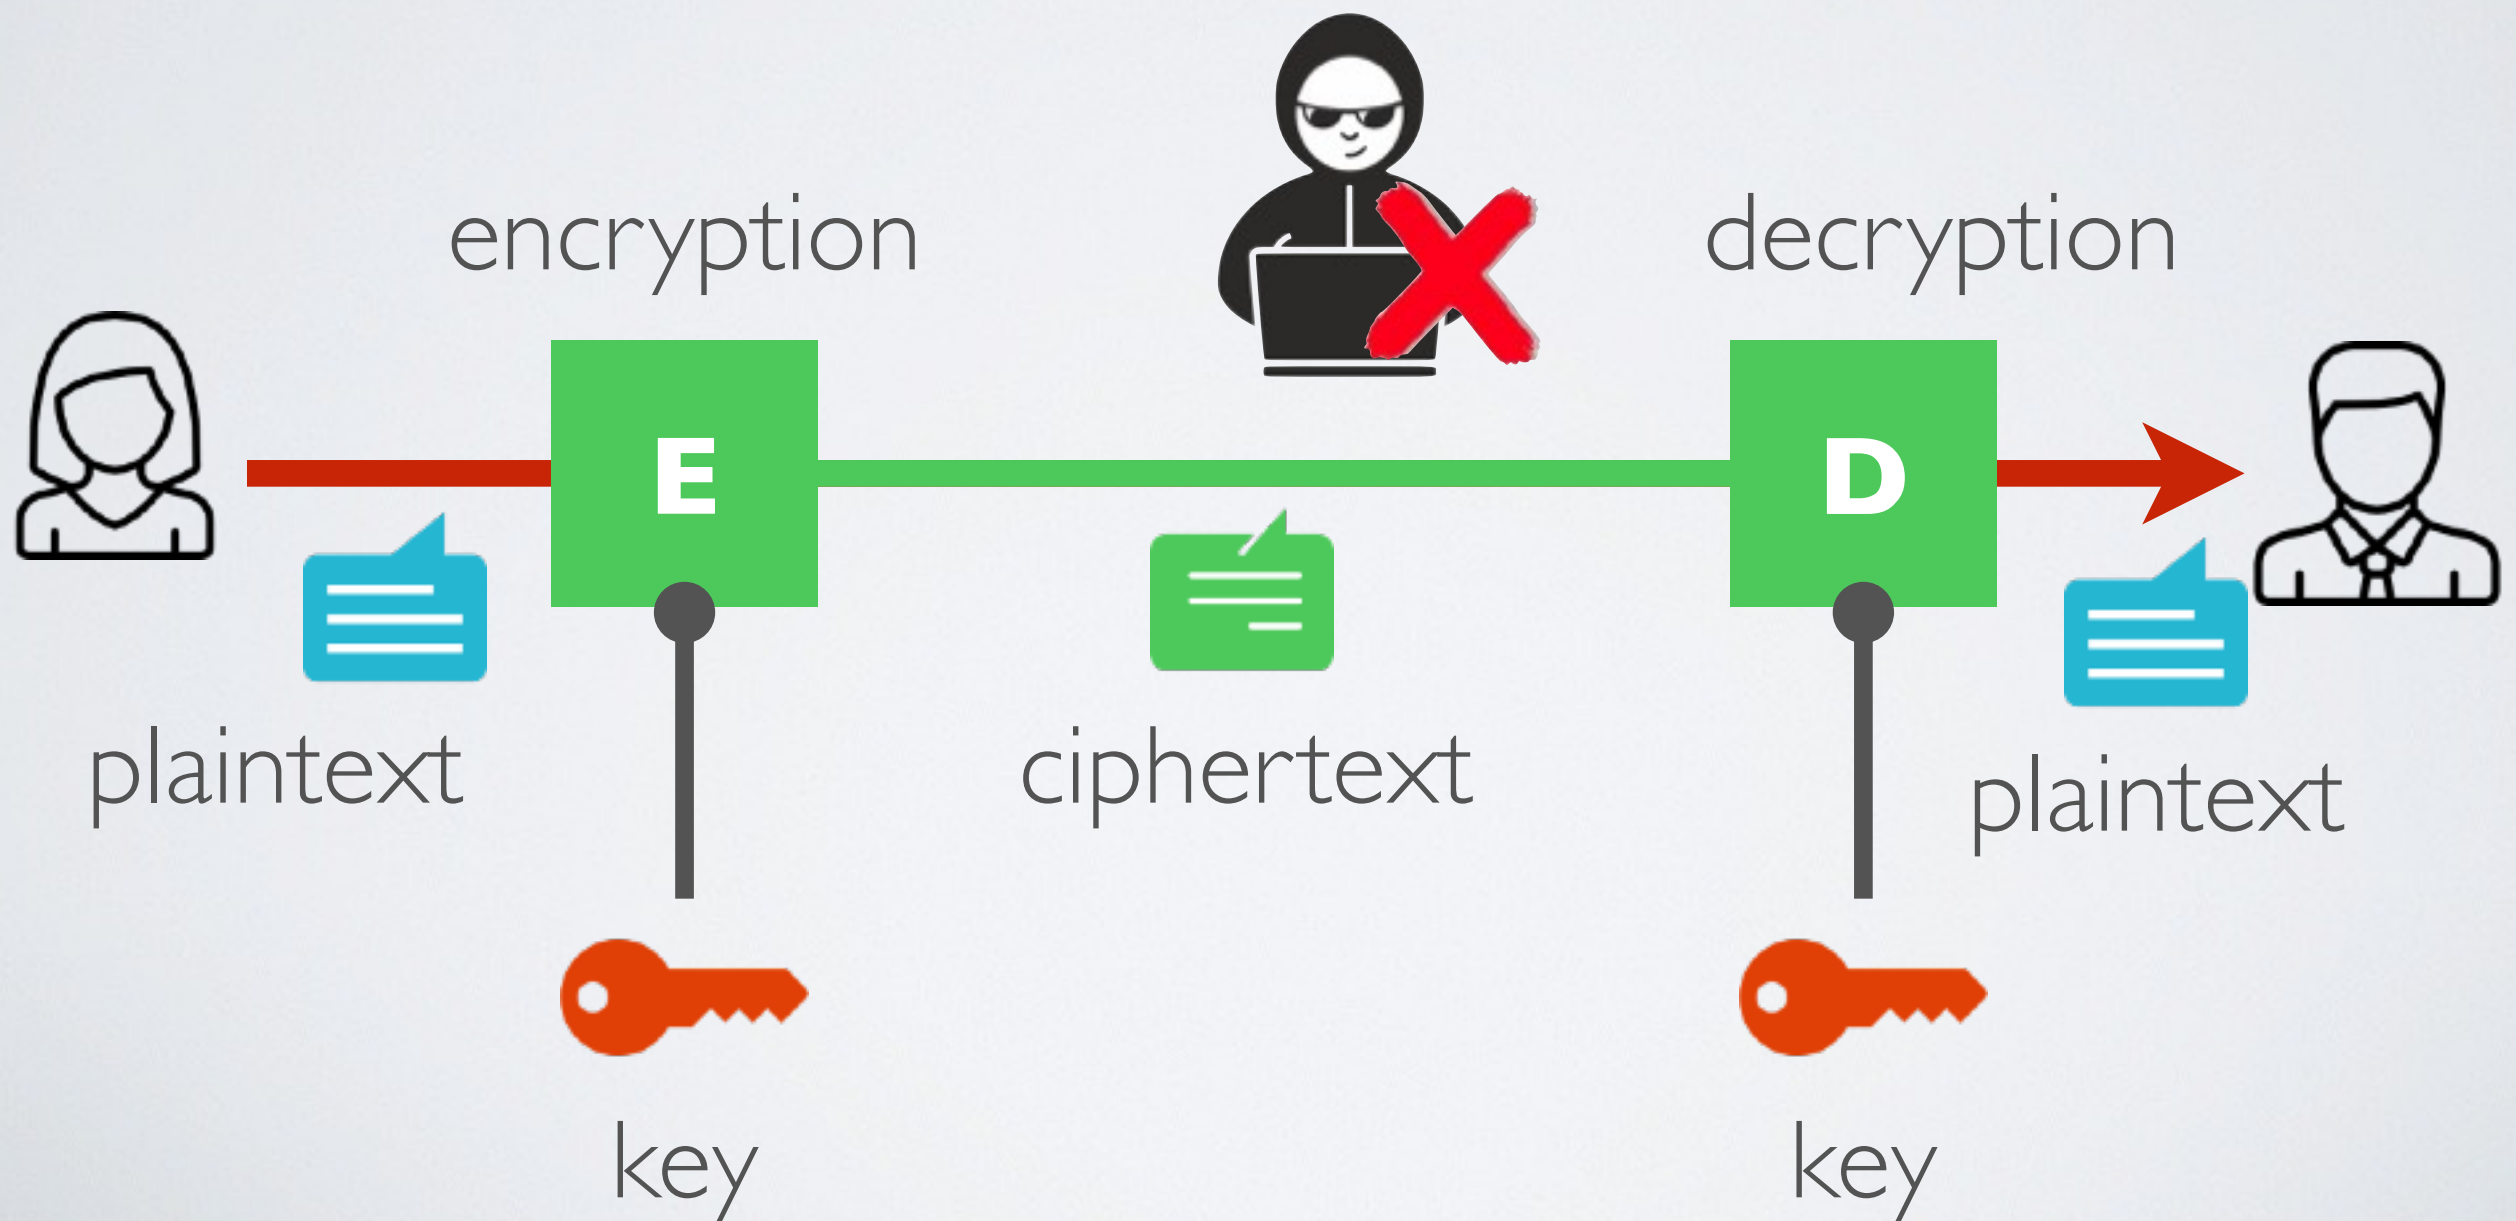 encryption
decryption
E
D
plaintext
ciphertext
plaintext
key
key